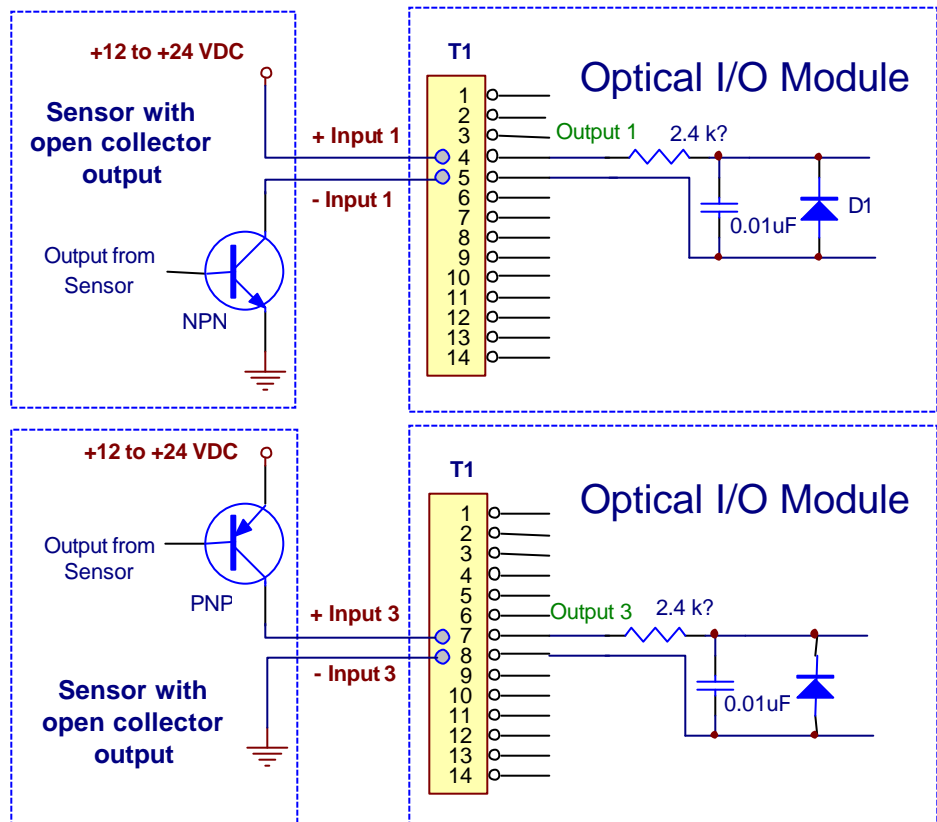 +12 to +24 VDC
Sensor with
open collector
output
Output from
Sensor
NPN
+ Input 1
- Input 1
T1
1
2
3
4
5
6
7
8
9
10
11
12
13
14
Optical I/O Module
Output 1
2.4 k?
0.01uF
D1
+12 to +24 VDC
Output from
Sensor
PNP
Sensor with
open collector
output
+ Input 3
- Input 3
T1
1
2
3
4
5
6
7
8
9
10
11
12
13
14
Optical I/O Module
Output 3
2.4 k?
0.01uF